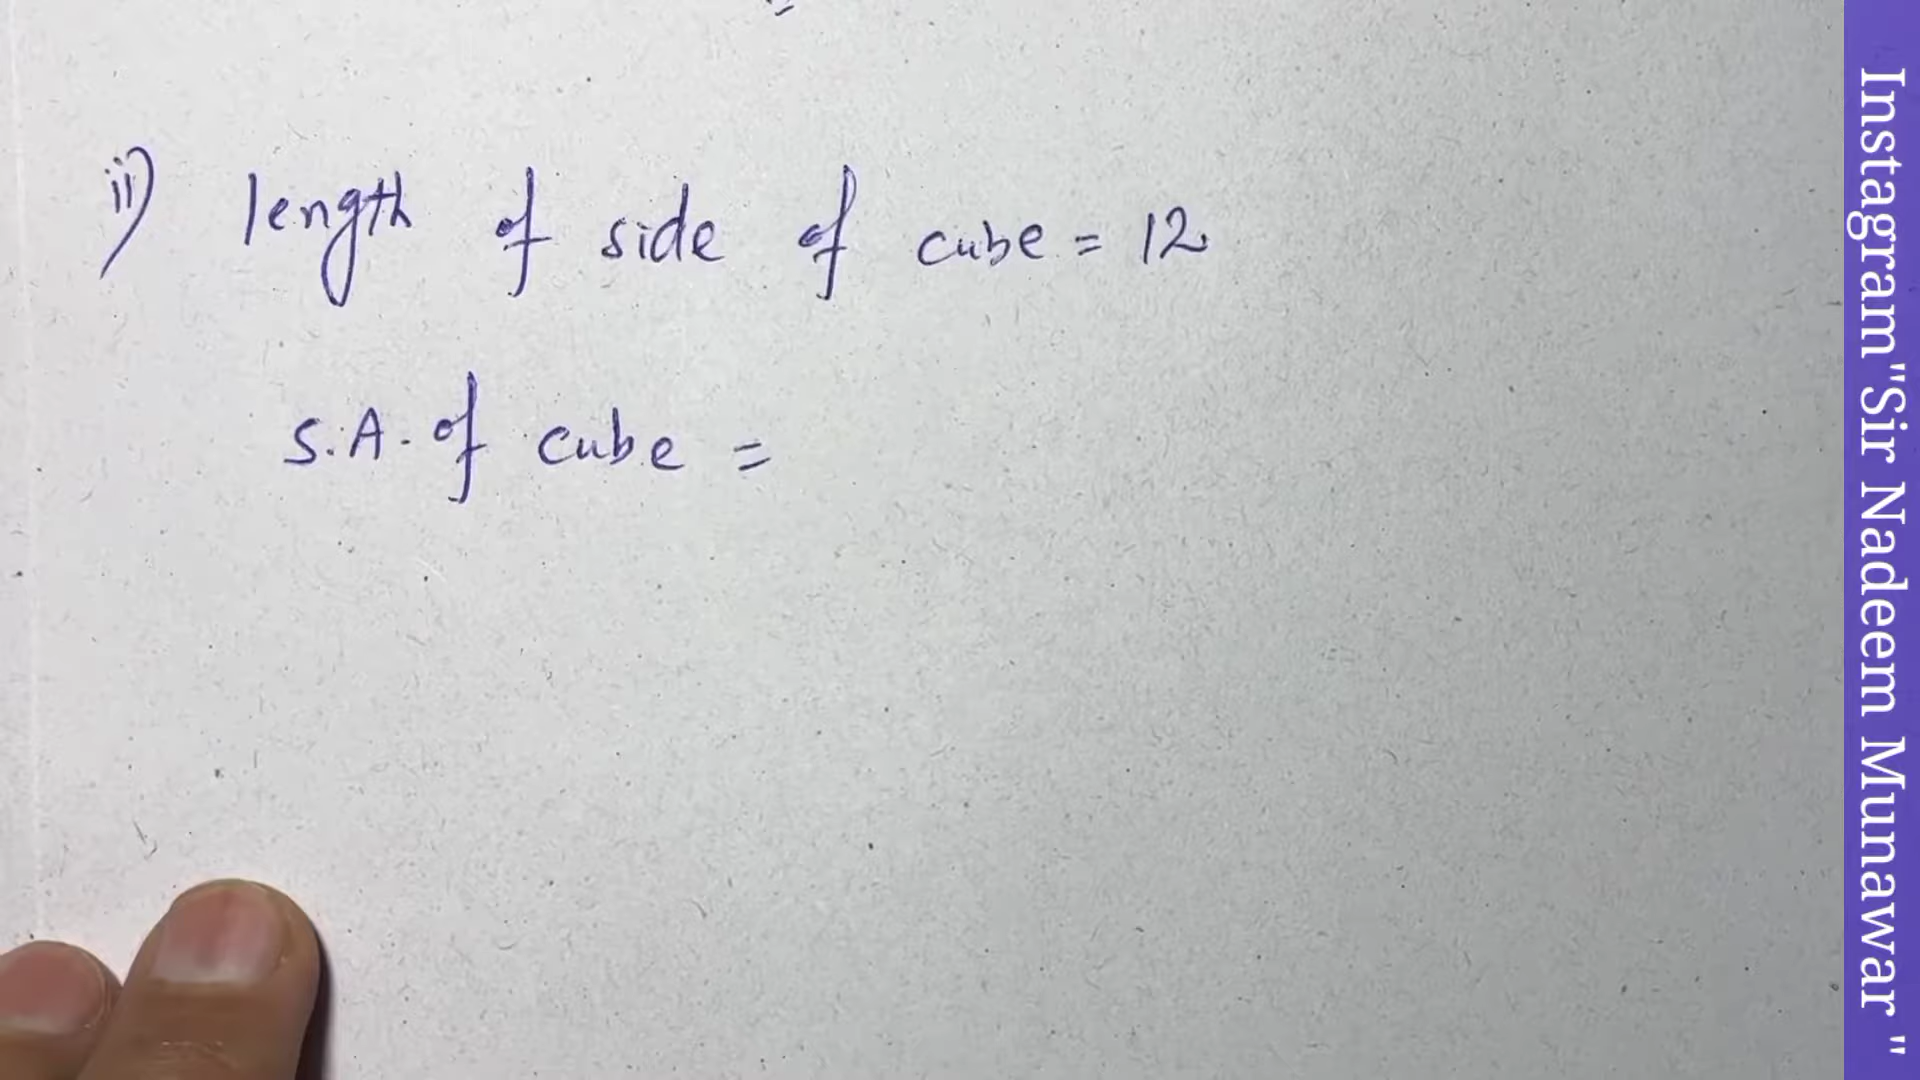 ii) length of side of cube = 12
S.A. of cube =
Instagram "Sir Nadeem Munawar"